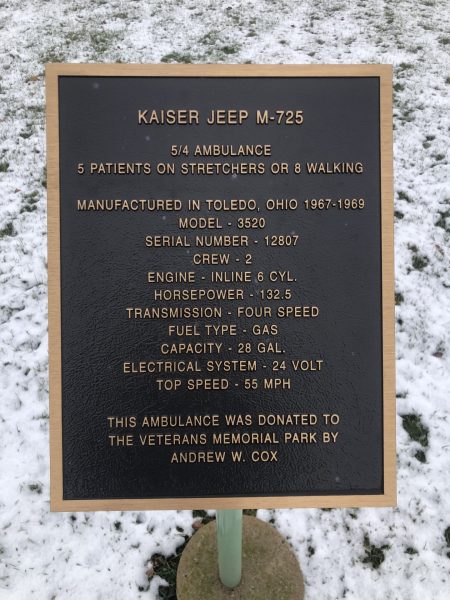 KAISER JEEP M-725
5/4 AMBULANCE
5 PATIENTS ON STRETCHERS OR 8 WALKING
MANUFACTURED IN TOLEDO, OHIO 1967-1969
MODEL - 3520
SERIAL NUMBER - 12807
CREW - 2
ENGINE - INLINE 6 CYL.
HORSEPOWER - 132.5
TRANSMISSION - FOUR SPEED
FUEL TYPE - GAS
CAPACITY - 28 GAL.
ELECTRICAL SYSTEM - 24 VOLT
TOP SPEED - 55 MPH
THIS AMBULANCE WAS DONATED TO
THE VETERANS MEMORIAL PARK BY
ANDREW W. COX